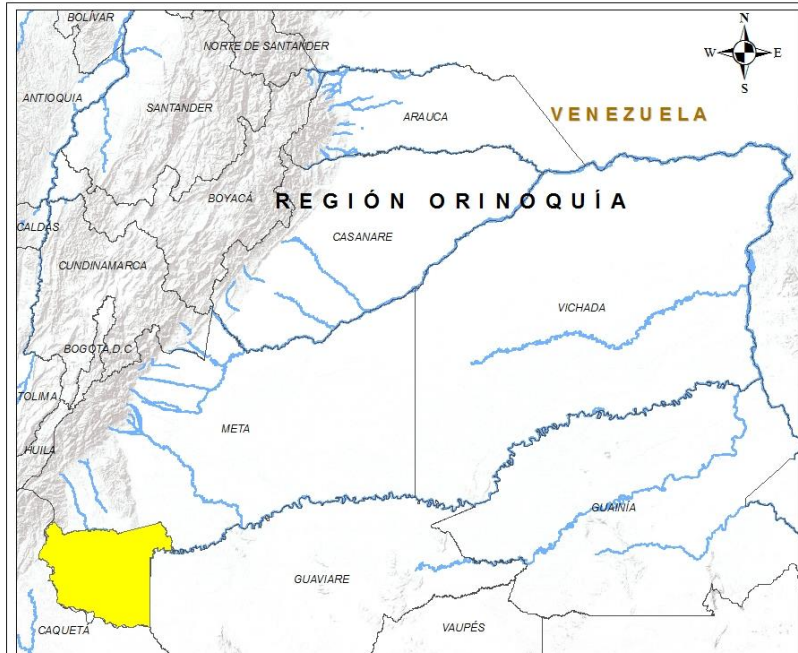 BOLÍVAR
N
NORTE DE SANTANDER
W
E
S
ANTIOQUIA
SANTANDER
ARAUCA
VENEZUELA
BOYACÁ
REGIÓN ORINOQUÍA
CALDAS
CASANARE
CUNDINAMARCA
VICHADA
BOGOTÁ,D.C
TOLIMA
META
HUILA
GUAINÍA
GUAVIARE
CAQUETÁ
VAUPÉS